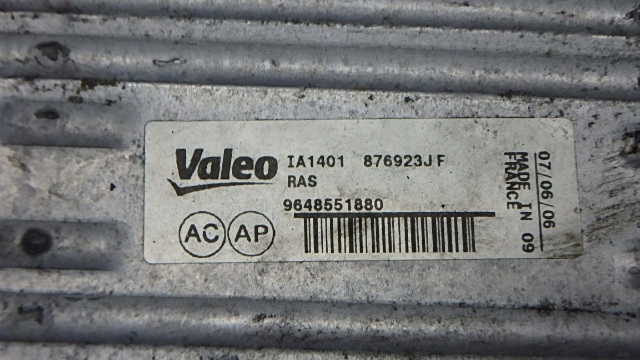 Valeo
IA1401 876923JF
RAS
9648551880
AC AP
07/06/06
MADE IN 09
FRANCE